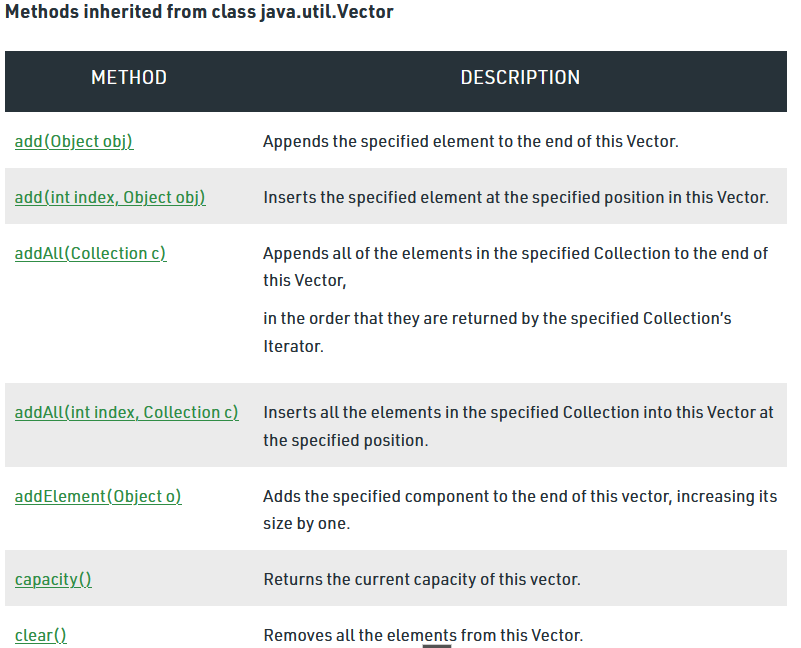 Methods inherited from class java.util.Vector
METHOD DESCRIPTION
add(Object obj) Appends the specified element to the end of this Vector.
add(int index, Object obj) Inserts the specified element at the specified position in this Vector.
addAll(Collection c) Appends all of the elements in the specified Collection to the end of
this Vector,
in the order that they are returned by the specified Collection’s
Iterator.
addAll(int index, Collection c) Inserts all the elements in the specified Collection into this Vector at
the specified position.
addElement(Object o) Adds the specified component to the end of this vector, increasing its
size by one.
capacity() Returns the current capacity of this vector.
clear() Removes all the elements from this Vector.